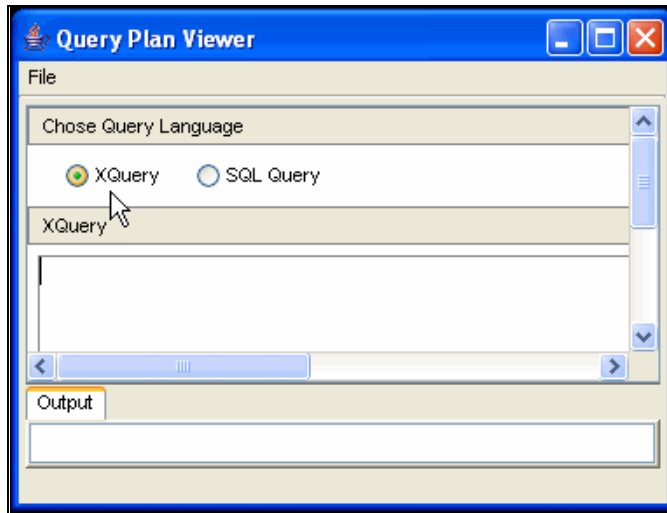 Query Plan Viewer
File
Chose Query Language
XQuery SQL Query
XQuery
Output